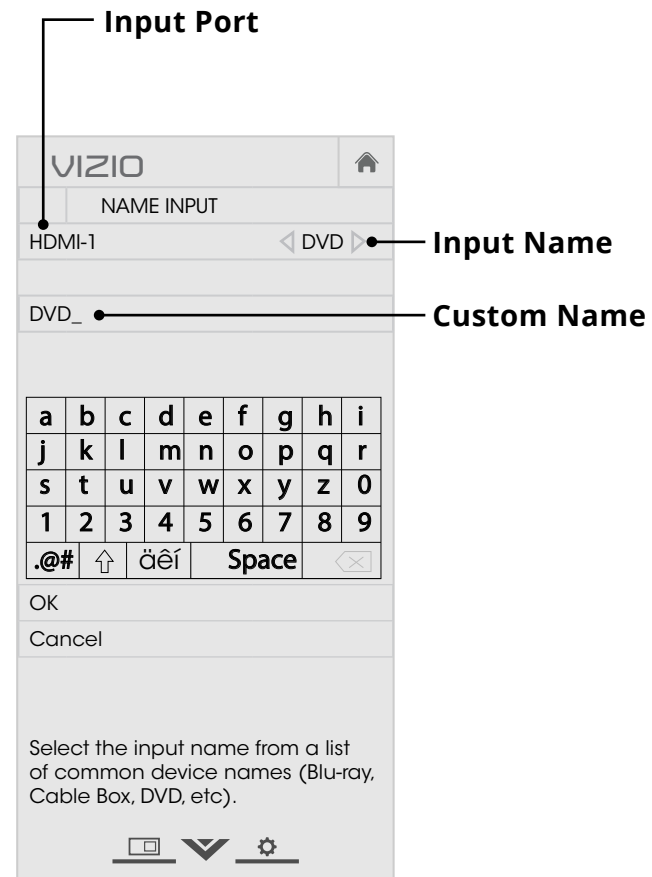 Input Port
VIZIO
NAME INPUT
HDMI-1 DVD
Input Name
DVD_
Custom Name
a b c d e f g h i
j k l m n o p q r
s t u v w x y z 0
1 2 3 4 5 6 7 8 9
.@# äêí Space
OK
Cancel
Select the input name from a list
of common device names (Blu-ray,
Cable Box, DVD, etc).